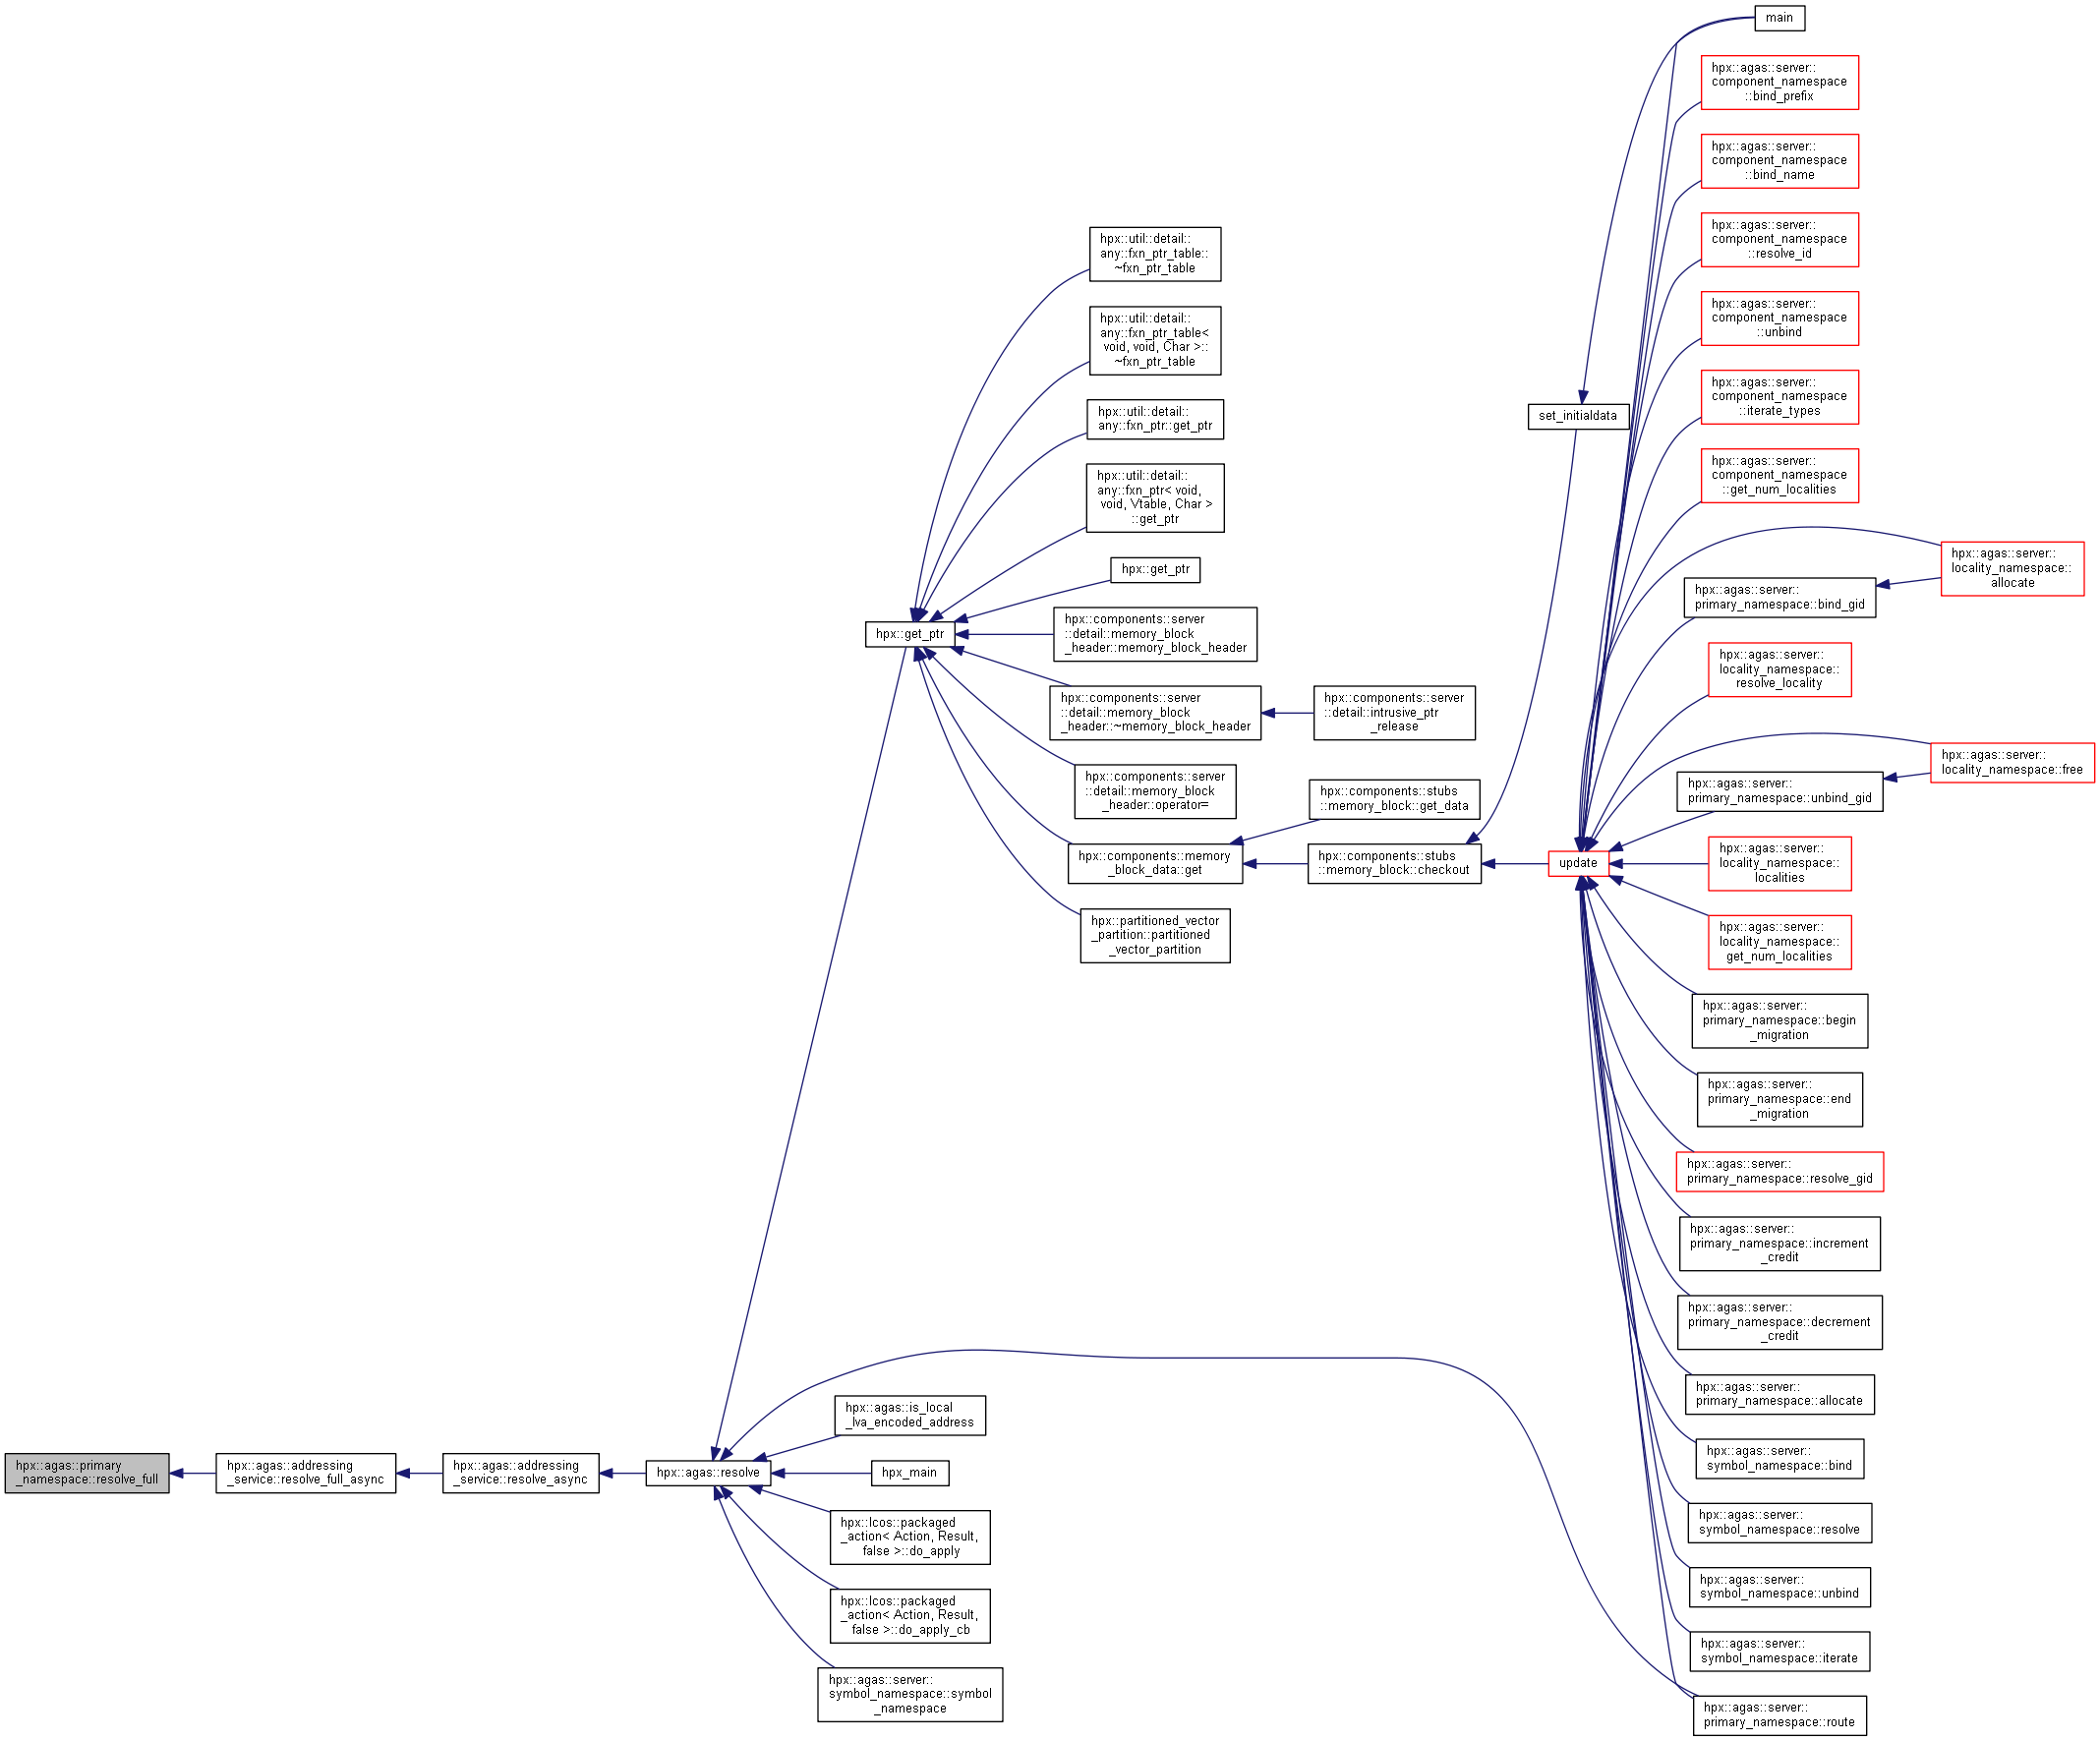 main
hpx::agas::server::
component_namespace
::bind_prefix
hpx::agas::server::
component_namespace
::bind_name
hpx::agas::server::
component_namespace
::resolve_id
hpx::util::detail::
any::fxn_ptr_table::
~fxn_ptr_table
hpx::agas::server::
component_namespace
::unbind
hpx::util::detail::
any::fxn_ptr_table<
void, void, Char >::
~fxn_ptr_table
hpx::agas::server::
component_namespace
::iterate_types
hpx::util::detail::
any::fxn_ptr::get_ptr
set_initialdata
hpx::agas::server::
component_namespace
::get_num_localities
hpx::util::detail::
any::fxn_ptr< void,
void, Vtable, Char >
::get_ptr
hpx::agas::server::
locality_namespace::
allocate
hpx::get_ptr
hpx::agas::server::
primary_namespace::bind_gid
hpx::get_ptr
hpx::components::server
::detail::memory_block
_header::memory_block_header
hpx::agas::server::
locality_namespace::
resolve_locality
hpx::components::server
::detail::memory_block
_header::~memory_block_header
hpx::components::server
::detail::intrusive_ptr
_release
hpx::agas::server::
locality_namespace::free
hpx::components::server
::detail::memory_block
_header::operator=
hpx::components::stubs
::memory_block::get_data
hpx::agas::server::
primary_namespace::unbind_gid
hpx::components::memory
_block_data::get
hpx::components::stubs
::memory_block::checkout
update
hpx::agas::server::
locality_namespace::
localities
hpx::partitioned_vector
_partition::partitioned
_vector_partition
hpx::agas::server::
locality_namespace::
get_num_localities
hpx::agas::server::
primary_namespace::begin
_migration
hpx::agas::server::
primary_namespace::end
_migration
hpx::agas::server::
primary_namespace::resolve_gid
hpx::agas::server::
primary_namespace::increment
_credit
hpx::agas::server::
primary_namespace::decrement
_credit
hpx::agas::server::
primary_namespace::allocate
hpx::agas::is_local
_lva_encoded_address
hpx::agas::server::
symbol_namespace::bind
hpx::agas::primary
_namespace::resolve_full
hpx::agas::addressing
_service::resolve_full_async
hpx::agas::addressing
_service::resolve_async
hpx::agas::resolve
hpx_main
hpx::agas::server::
symbol_namespace::resolve
hpx::lcos::packaged
_action< Action, Result,
false >::do_apply
hpx::agas::server::
symbol_namespace::unbind
hpx::lcos::packaged
_action< Action, Result,
false >::do_apply_cb
hpx::agas::server::
symbol_namespace::iterate
hpx::agas::server::
symbol_namespace::symbol
_namespace
hpx::agas::server::
primary_namespace::route